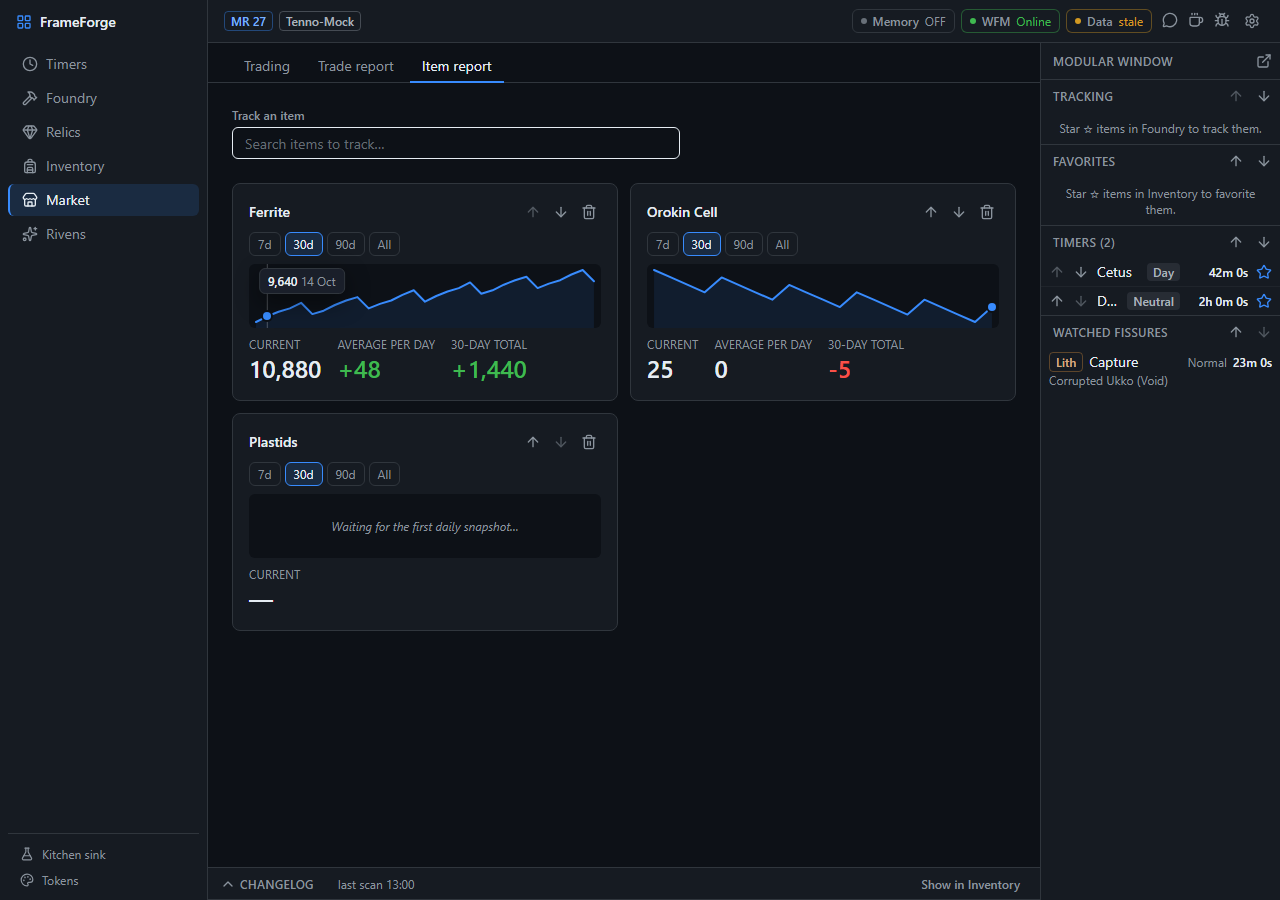 FrameForge
MR 27
Tenno-Mock
Memory OFF
WFM Online
Data stale
Timers
Foundry
Relics
Inventory
Market
Rivens
Kitchen sink
Tokens
Trading
Trade report
Item report
Track an item
Search items to track...
Ferrite
7d
30d
90d
All
9,640 14 Oct
CURRENT
10,880
AVERAGE PER DAY
+48
30-DAY TOTAL
+1,440
Orokin Cell
7d
30d
90d
All
CURRENT
25
AVERAGE PER DAY
0
30-DAY TOTAL
-5
Plastids
7d
30d
90d
All
Waiting for the first daily snapshot...
CURRENT
—
CHANGELOG
last scan 13:00
Show in Inventory
MODULAR WINDOW
TRACKING
Star ☆ items in Foundry to track them.
FAVORITES
Star ☆ items in Inventory to favorite
them.
TIMERS (2)
Cetus Day 42m 0s
D... Neutral 2h 0m 0s
WATCHED FISSURES
Lith Capture Normal 23m 0s
Corrupted Ukko (Void)